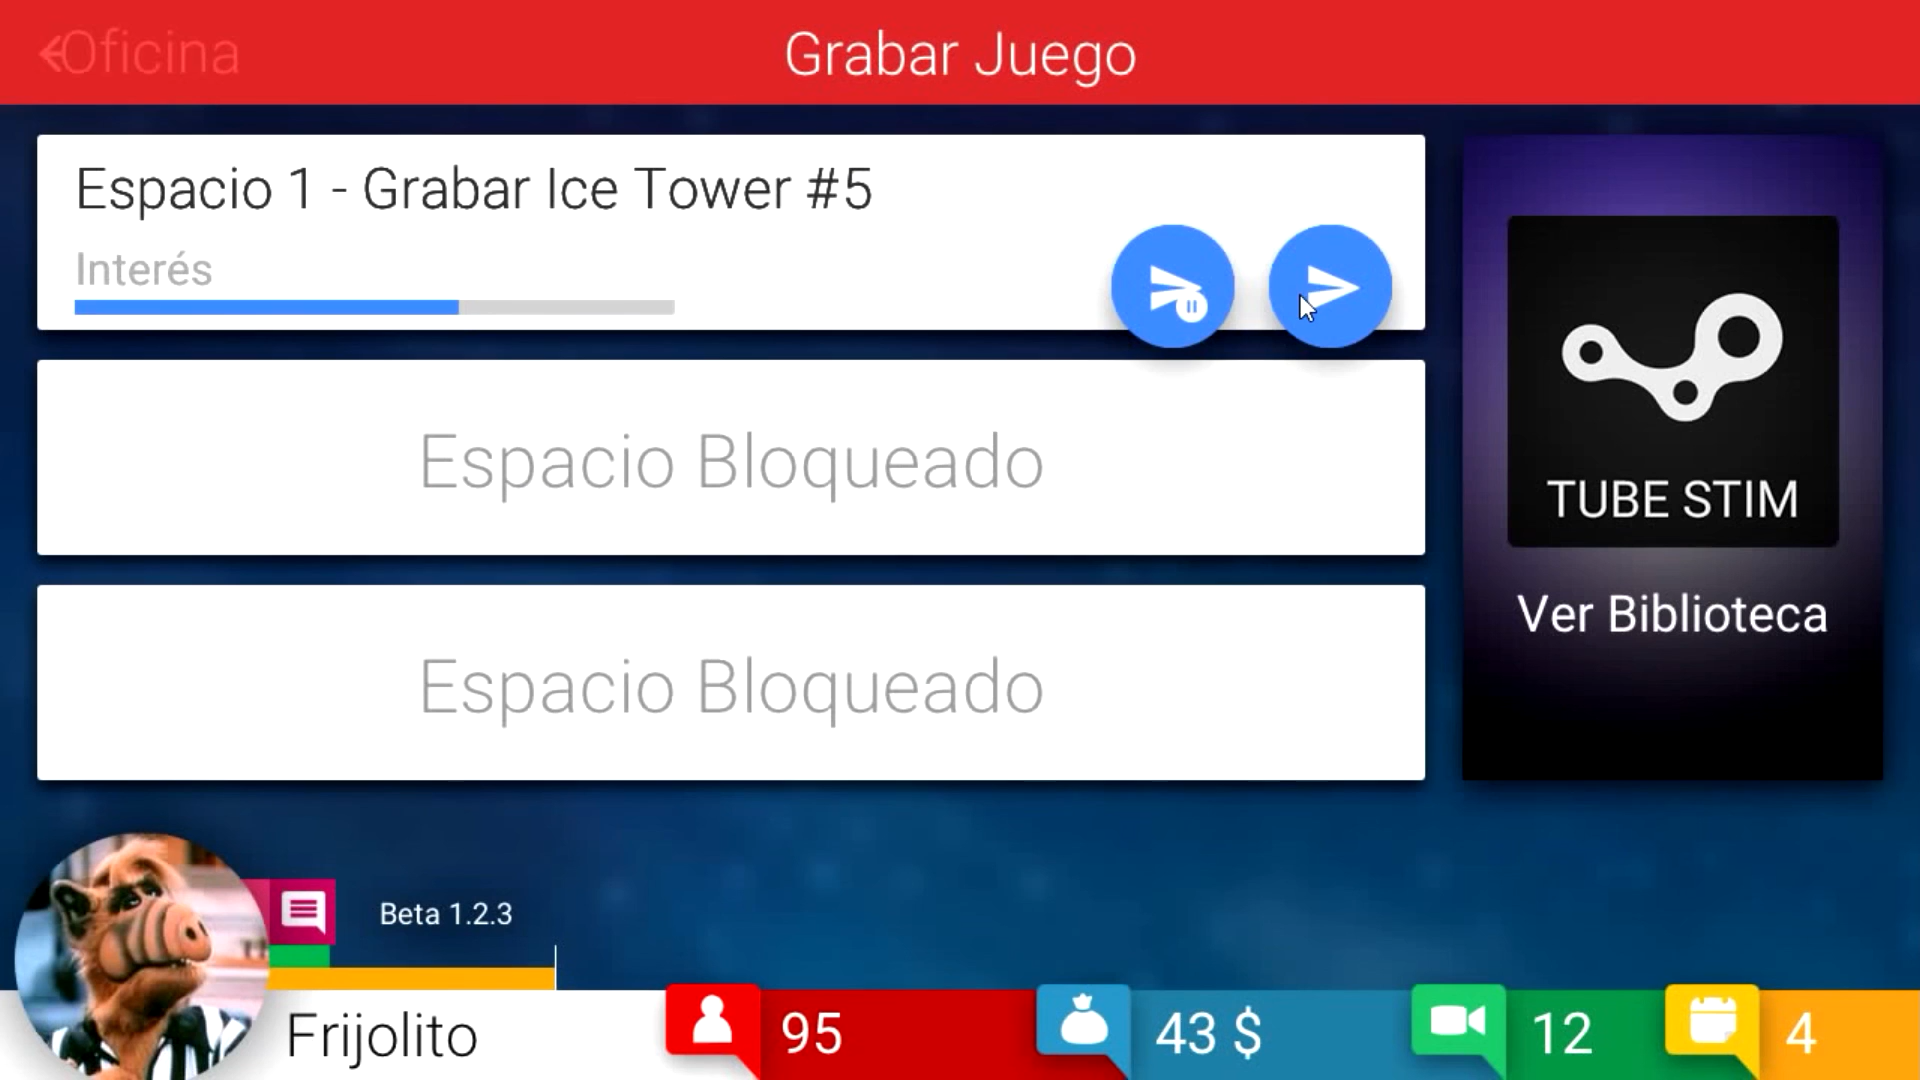 Oficina
Grabar Juego
Espacio 1 - Grabar Ice Tower #5
Interés
Espacio Bloqueado
Espacio Bloqueado
TUBE STIM
Ver Biblioteca
Beta 1.2.3
Frijolito
95
43 $
12
4